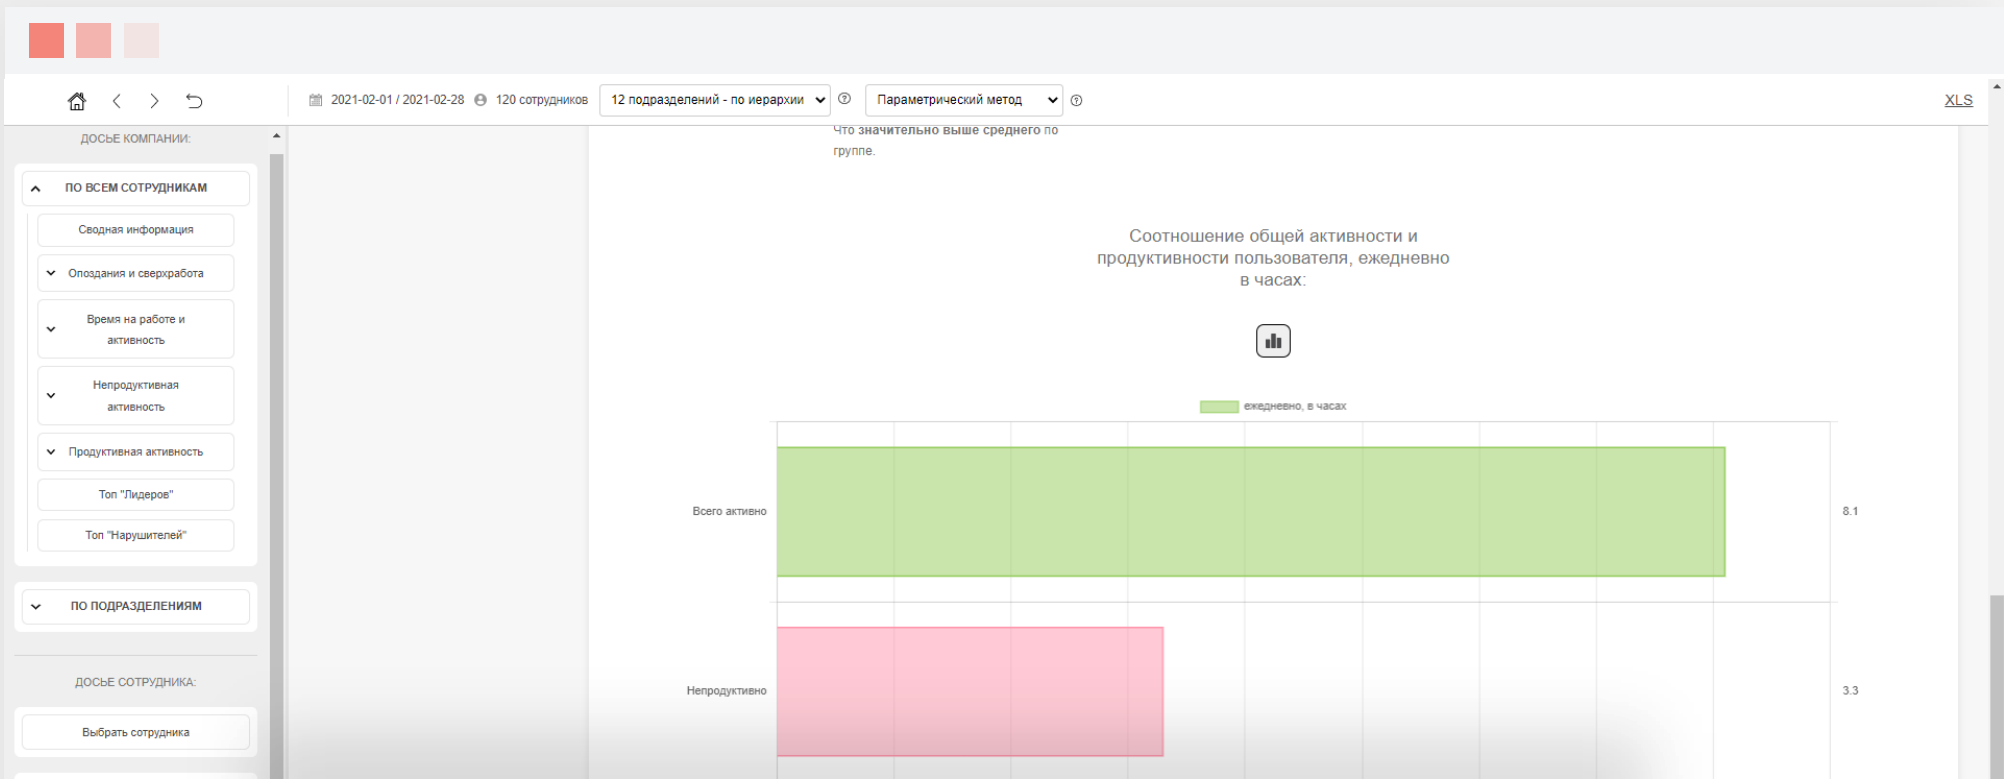 2021-02-01 / 2021-02-28 120 сотрудников 12 подразделений - по иерархии Параметрический метод XLS
ДОСЬЕ КОМПАНИИ:
ПО ВСЕМ СОТРУДНИКАМ
Сводная информация
Опоздания и сверхработа
Время на работе и
активность
Непродуктивная
активность
Продуктивная активность
Топ "Лидеров"
Топ "Нарушителей"
ПО ПОДРАЗДЕЛЕНИЯМ
ДОСЬЕ СОТРУДНИКА:
Выбрать сотрудника
Что значительно выше среднего по
группе.
Соотношение общей активности и
продуктивности пользователя, ежедневно
в часах:
ежедневно, в часах
Всего активно 8.1
Непродуктивно 3.3